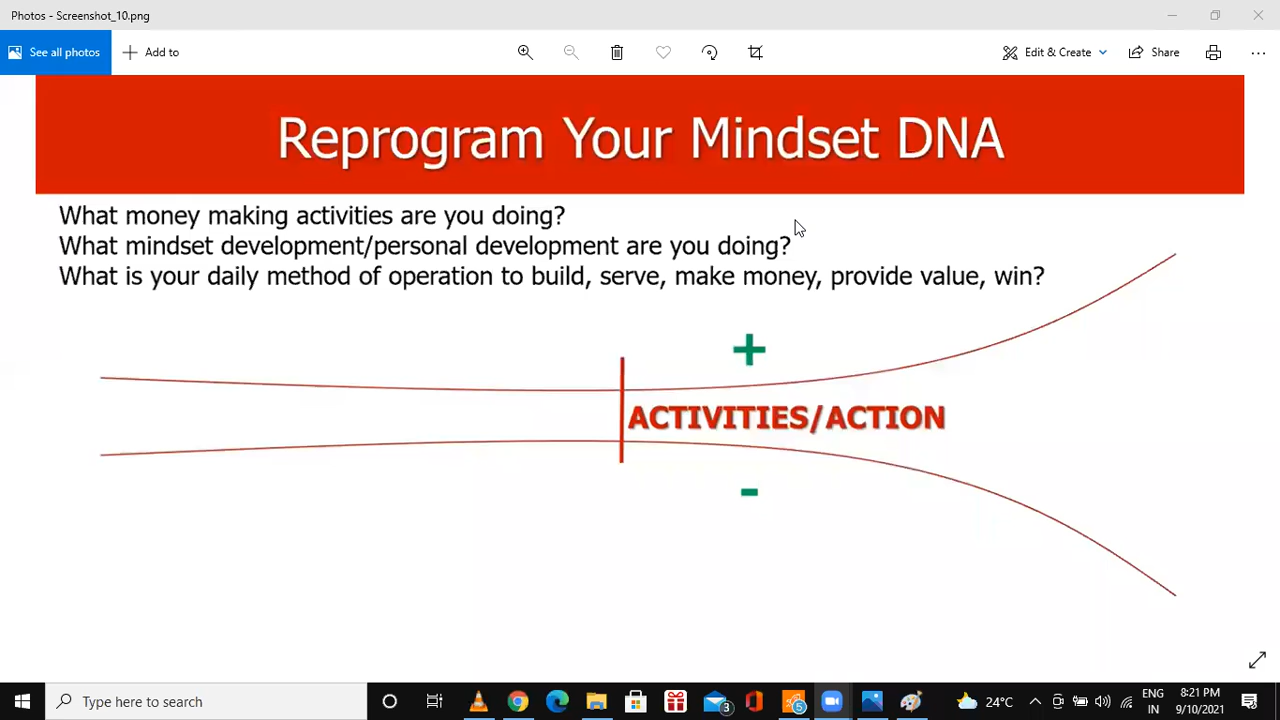 Photos - Screenshot_10.png
See all photos
Add to
Edit & Create
Share
Reprogram Your Mindset DNA
What money making activities are you doing?
What mindset development/personal development are you doing?
What is your daily method of operation to build, serve, make money, provide value, win?
+
ACTIVITIES/ACTION
-
Type here to search
3
5
24°C
ENG
IN
8:21 PM
9/10/2021